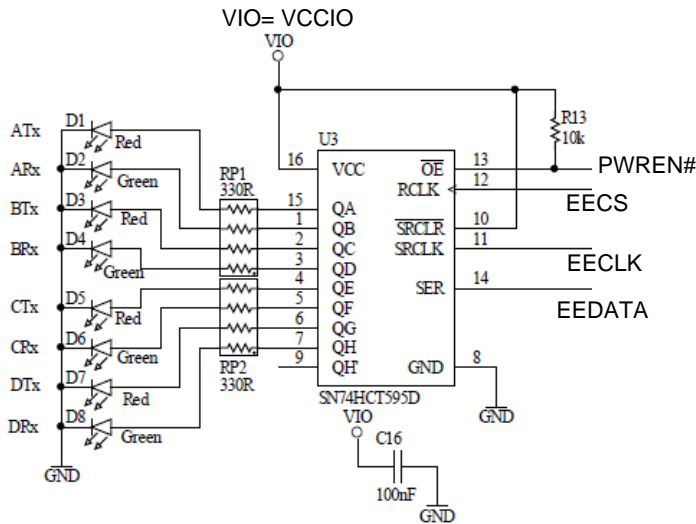 VIO= VCCIO
VIO
R13
10k
U3
ATx D1 Red
ARx D2 Green
BTx D3 Red
BRx D4 Green
CTx D5 Red
CRx D6 Green
DTx D7 Red
DRx D8 Green
GND
RP1
330R
RP2
330R
16 VCC
15 QA
1 QB
2 QC
3 QD
4 QE
5 QF
6 QG
7 QH
9 QH'
OE 13 PWREN#
RCLK 12 EECS
SRCLR 10
SRCLK 11 EECLK
SER 14 EEDATA
GND 8
GND
SN74HCT595D
VIO
C16
100nF
GND